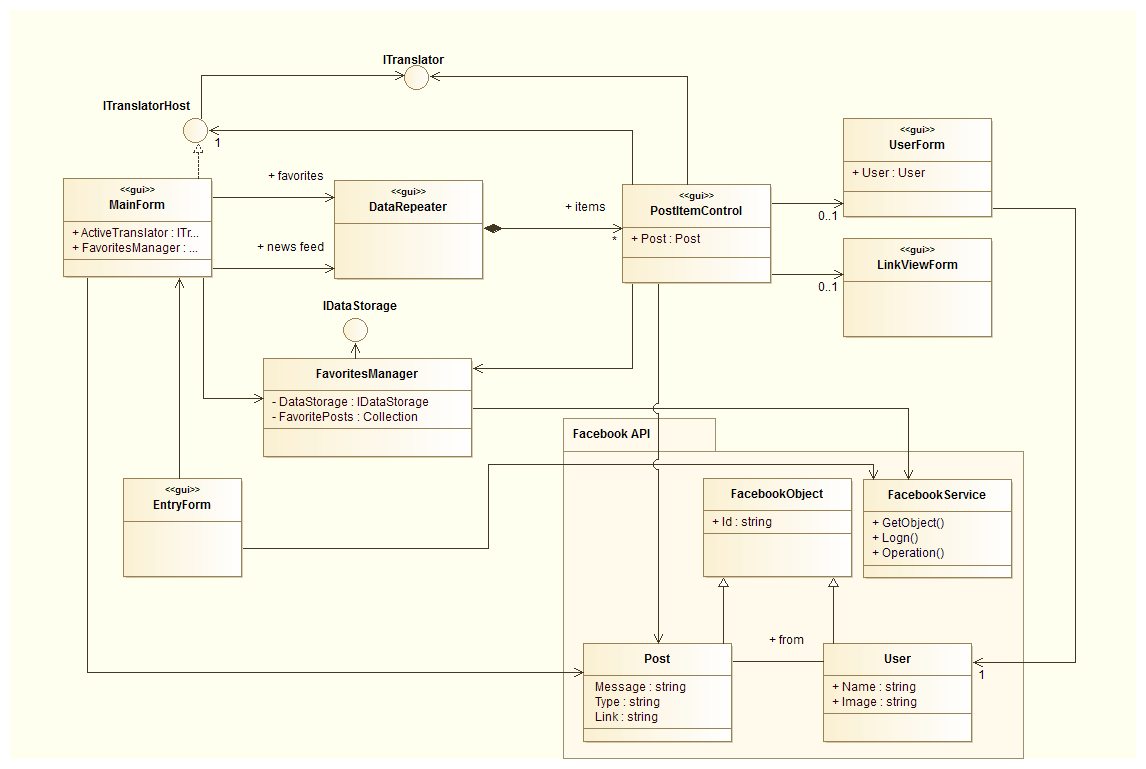 ITranslator
ITranslatorHost
1
<<gui>>
MainForm
+ ActiveTranslator : ITr...
+ FavoritesManager : ...
+ favorites
+ news feed
<<gui>>
DataRepeater
+ items
*
<<gui>>
PostItemControl
+ Post : Post
<<gui>>
UserForm
+ User : User
0..1
<<gui>>
LinkViewForm
0..1
IDataStorage
FavoritesManager
- DataStorage : IDataStorage
- FavoritePosts : Collection
Facebook API
<<gui>>
EntryForm
FacebookObject
+ Id : string
FacebookService
+ GetObject()
+ Logn()
+ Operation()
+ from
Post
Message : string
Type : string
Link : string
User
+ Name : string
+ Image : string
1